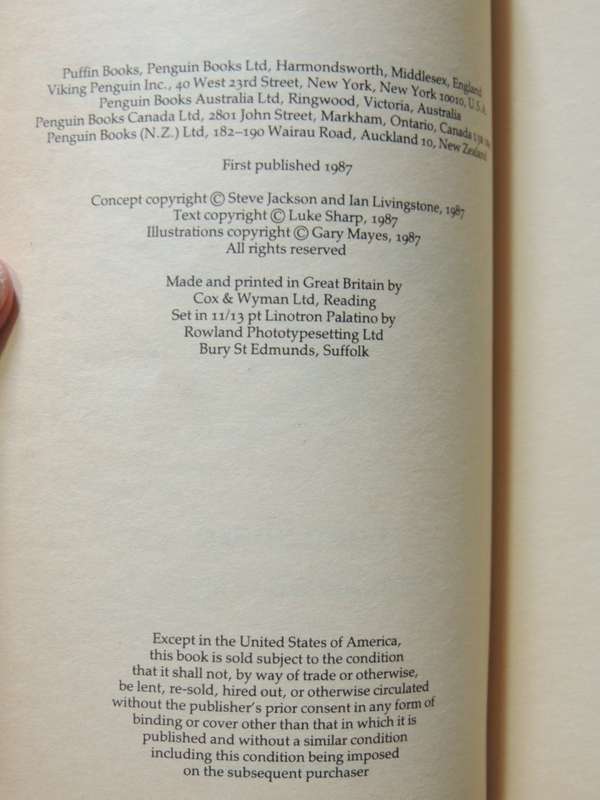 Puffin Books, Penguin Books Ltd, Harmondsworth, Middlesex, England
Viking Penguin Inc., 40 West 23rd Street, New York, New York 10010, U.S.A.
Penguin Books Australia Ltd, Ringwood, Victoria, Australia
Penguin Books Canada Ltd, 2801 John Street, Markham, Ontario, Canada
Penguin Books (N.Z.) Ltd, 182–190 Wairau Road, Auckland 10, New Zealand
First published 1987
Concept copyright © Steve Jackson and Ian Livingstone, 1987
Text copyright © Luke Sharp, 1987
Illustrations copyright © Gary Mayes, 1987
All rights reserved
Made and printed in Great Britain by
Cox & Wyman Ltd, Reading
Set in 11/13 pt Linotron Palatino by
Rowland Phototypesetting Ltd
Bury St Edmunds, Suffolk
Except in the United States of America,
this book is sold subject to the condition
that it shall not, by way of trade or otherwise,
be lent, re-sold, hired out, or otherwise circulated
without the publisher's prior consent in any form of
binding or cover other than that in which it is
published and without a similar condition
including this condition being imposed
on the subsequent purchaser